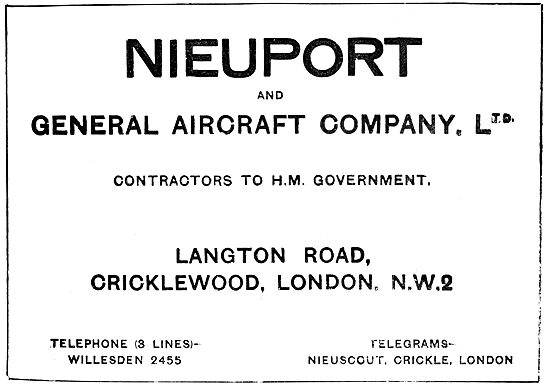 NIEUPORT
AND
GENERAL AIRCRAFT COMPANY, LTD.
CONTRACTORS TO H.M. GOVERNMENT.
LANGTON ROAD,
CRICKLEWOOD, LONDON. N.W.2
TELEPHONE (3 LINES)-
WILLESDEN 2455
TELEGRAMS-
NIEUSCOUT, CRICKLE, LONDON